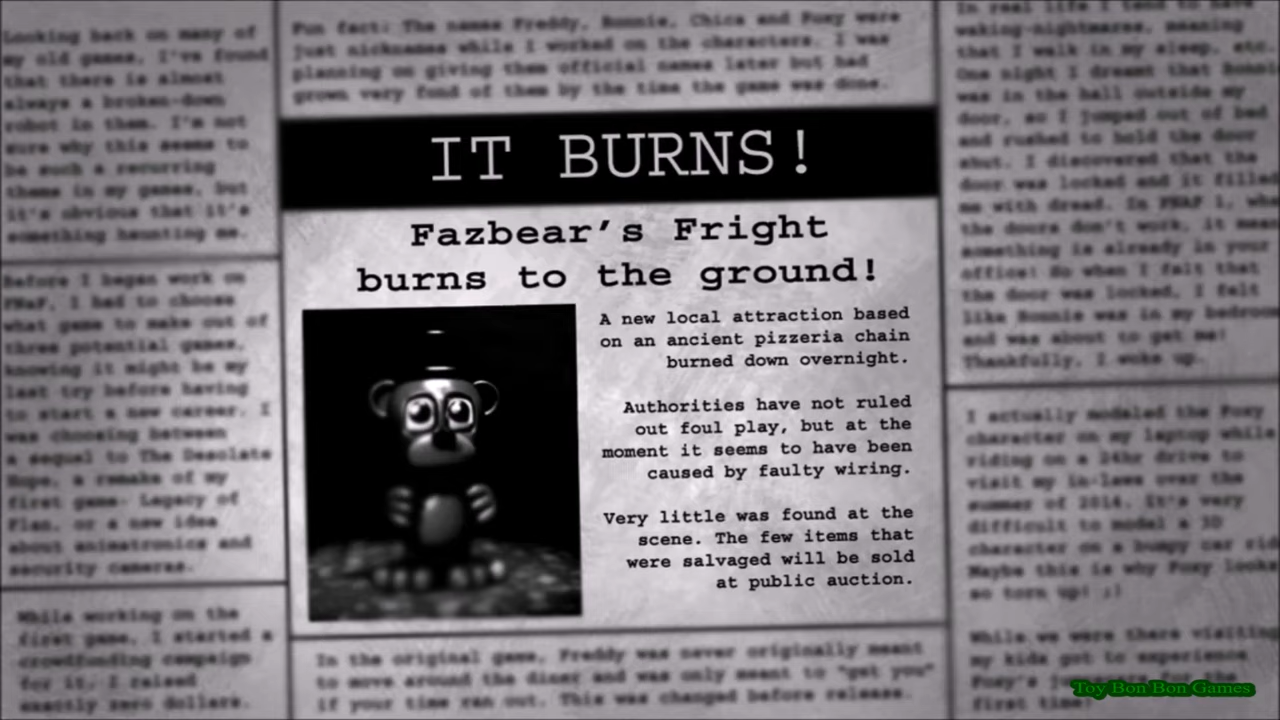 Looking back on many of
my old games, I've found
that there is almost
always a broken-down
robot in them. I'm not
sure why this seems to
be such a recurring
theme in my games, but
it's obvious that it's
something haunting me.
Before I began work on
FNaF, I had to choose
what game to make out of
three potential games,
knowing it might be my
last try before having
to start a new career. I
was choosing between
a sequel to The Desolate
Hope, a remake of my
first game- Legacy of
Flan, or a new idea
about animatronics and
security cameras.
While working on the
first game, I started a
crowdfunding campaign
for it, I raised
exactly zero dollars.
Fun fact: The names Freddy, Bonnie, Chica and Foxy were
just nicknames while I worked on the characters. I was
planning on giving them official names later but had
grown very fond of them by the time the game was done.
IT BURNS!
Fazbear's Fright
burns to the ground!
A new local attraction based
on an ancient pizzeria chain
burned down overnight.
Authorities have not ruled
out foul play, but at the
moment it seems to have been
caused by faulty wiring.
Very little was found at the
scene. The few items that
were salvaged will be sold
at public auction.
In the original game, Freddy was never originally meant
to move around the diner and was only meant to "get you"
if your time ran out. This was changed before release.
In real life I tend to have
waking-nightmares, meaning
that I walk in my sleep, etc.
One night I dreamt that Bonnie
was in the hall outside my
door, so I jumped out of bed
and rushed to hold the door
shut. I discovered that the
door was locked and it filled
me with dread. In FNAF 1, when
the doors don't work, it means
something is already in your
office! So when I felt that
the door was locked, I felt
like Bonnie was in my bedroom
and was about to get me!
Thankfully, I woke up.
I actually modeled the Foxy
character on my laptop while
riding on a 24hr drive to
visit my in-laws over the
summer of 2014. It's very
difficult to model a 3D
character on a bumpy car ride
Maybe this is why Foxy looks
so torn up! ;)
While we were there visiting
my kids got to experience
Foxy's
first time!
Toy Bon Bon Games